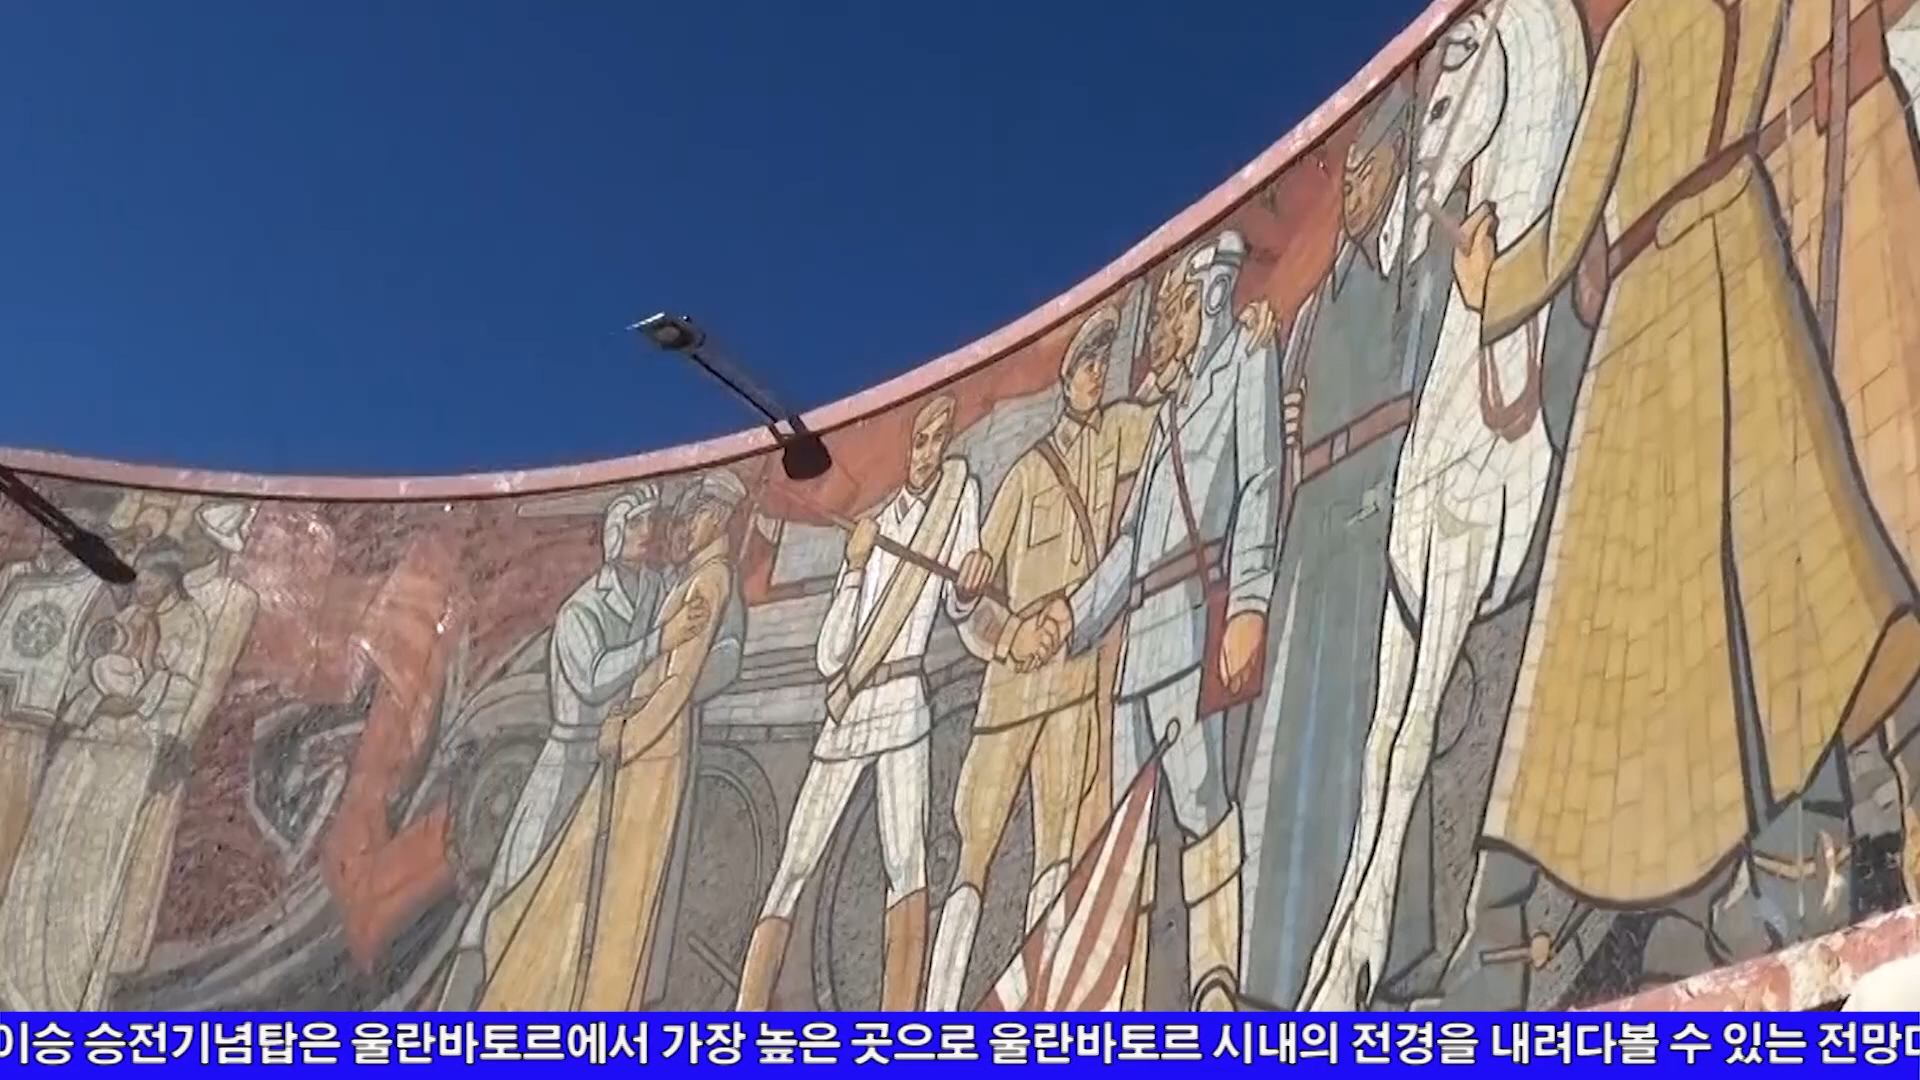 이승 승전기념탑은 울란바토르에서 가장 높은 곳으로 울란바토르 시내의 전경을 내려다볼 수 있는 전망대